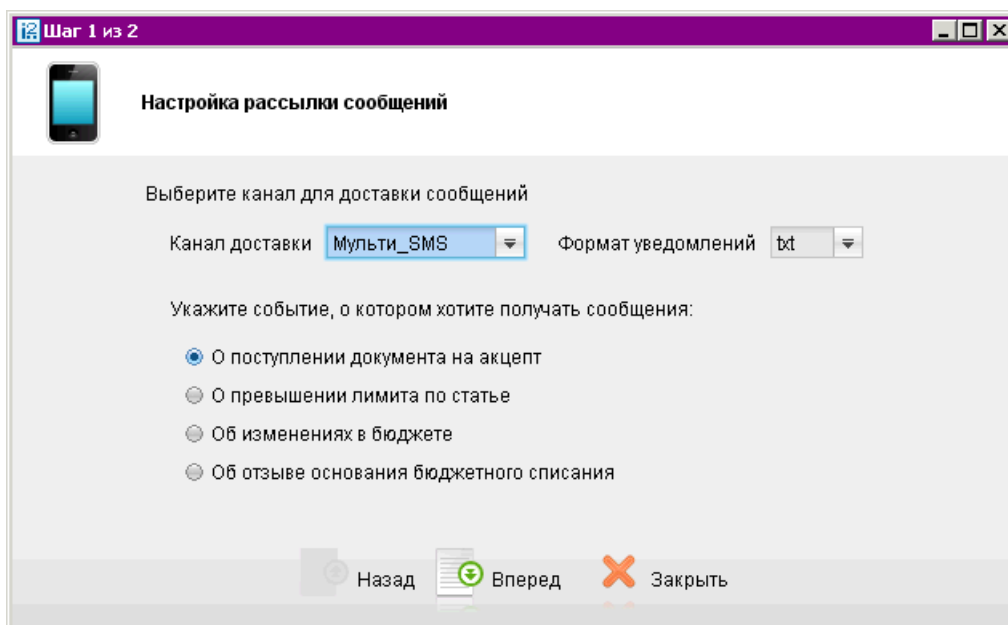 Шаг 1 из 2
Настройка рассылки сообщений
Выберите канал для доставки сообщений
Канал доставки Мульти_SMS Формат уведомлений txt
Укажите событие, о котором хотите получать сообщения:
О поступлении документа на акцепт
О превышении лимита по статье
Об изменениях в бюджете
Об отзыве основания бюджетного списания
Назад Вперед Закрыть